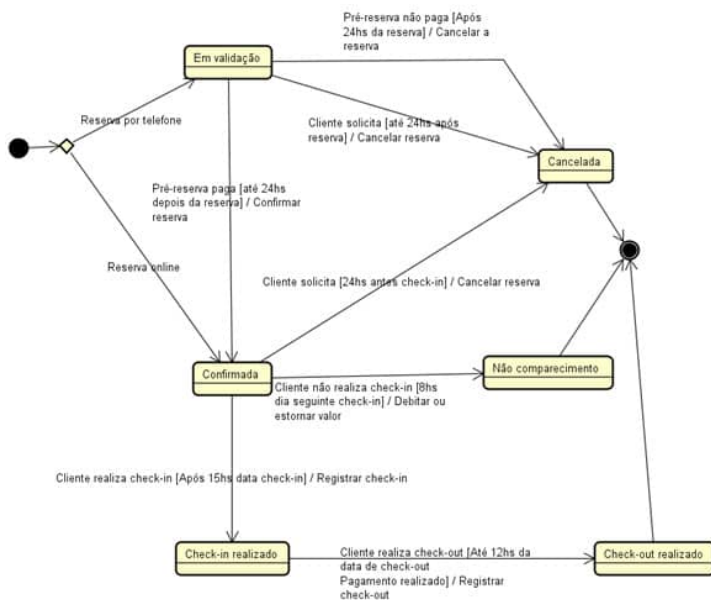 Pré-reserva não paga [Após
24hs da reserva] / Cancelar a
reserva
Em validação
Reserva por telefone
Cliente solicita [até 24hs após
reserva] / Cancelar reserva
Cancelada
Pré-reserva paga [até 24hs
depois da reserva] / Confirmar
reserva
Reserva online
Cliente solicita [24hs antes check-in] / Cancelar reserva
Confirmada
Não comparecimento
Cliente não realiza check-in [8hs
dia seguinte check-in] / Debitar ou
estornar valor
Cliente realiza check-in [Após 15hs data check-in] / Registrar check-in
Check-in realizado
Cliente realiza check-out [Até 12hs da
data de check-out
Pagamento realizado] / Registrar
check-out
Check-out realizado